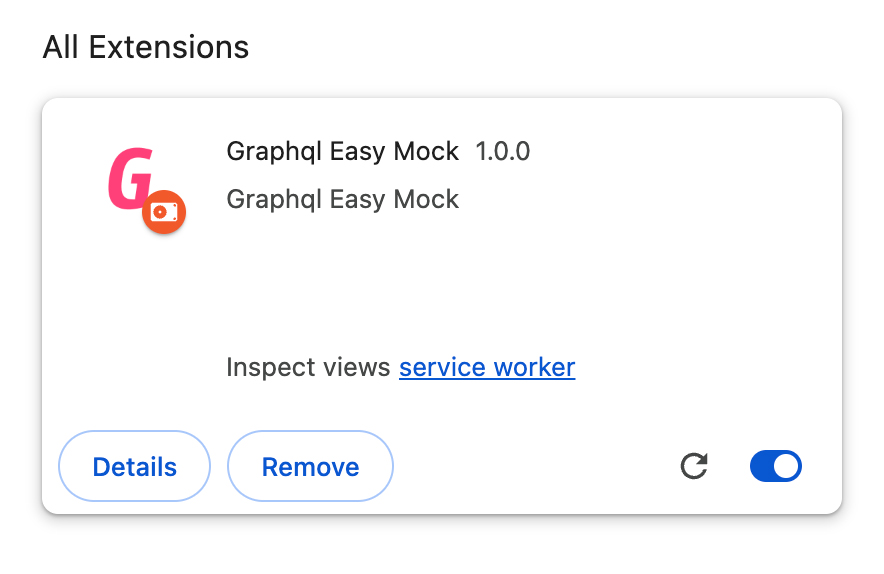 All Extensions
G
Graphql Easy Mock 1.0.0
Graphql Easy Mock
Inspect views service worker
Details Remove